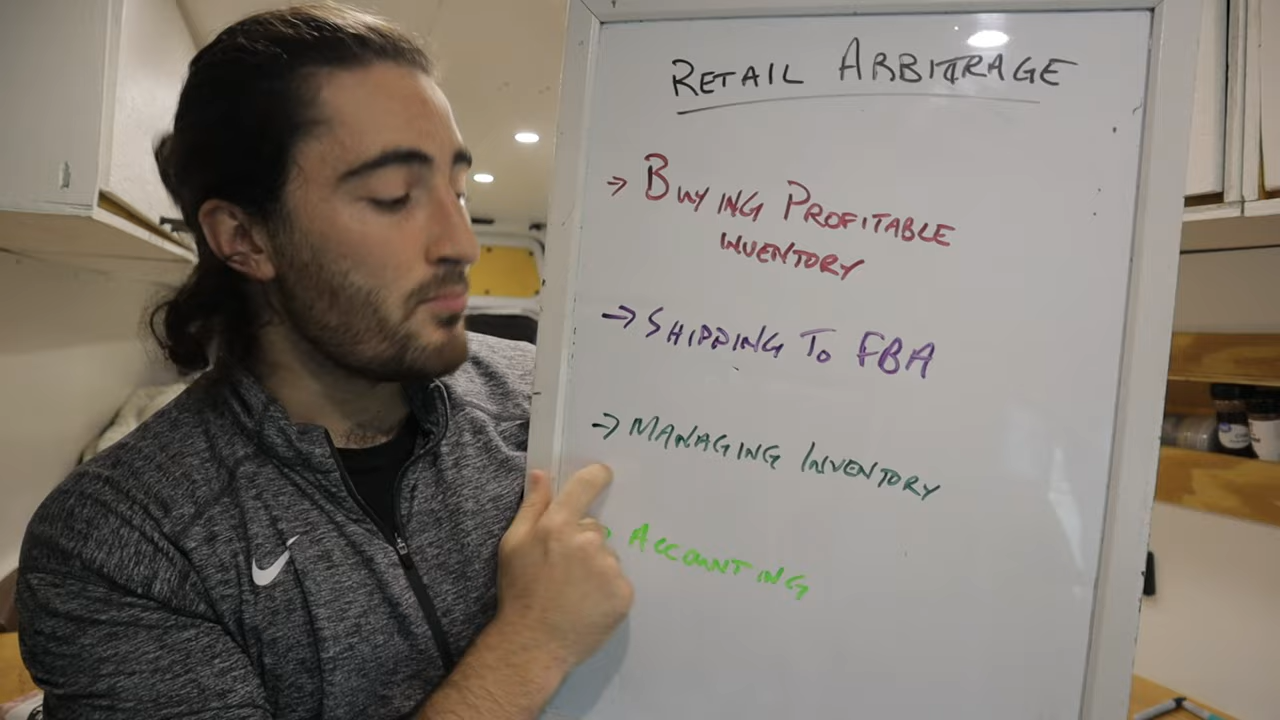 RETAIL ARBITRAGE
→ BUYING PROFITABLE
INVENTORY
→ SHIPPING TO FBA
→ MANAGING INVENTORY
ACCOUNTING